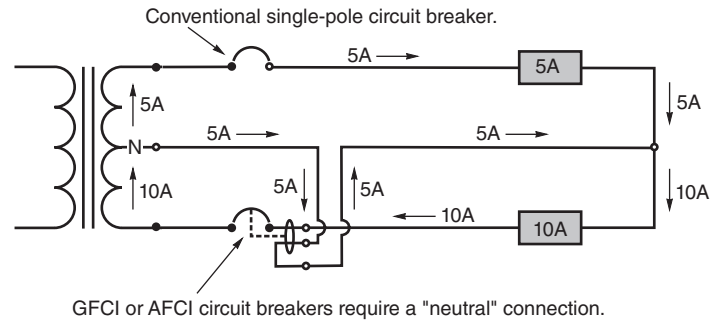 Conventional single-pole circuit breaker.
5A
5A
5A
5A
N
5A
5A
10A
5A
5A
10A
10A
10A
GFCI or AFCI circuit breakers require a "neutral" connection.